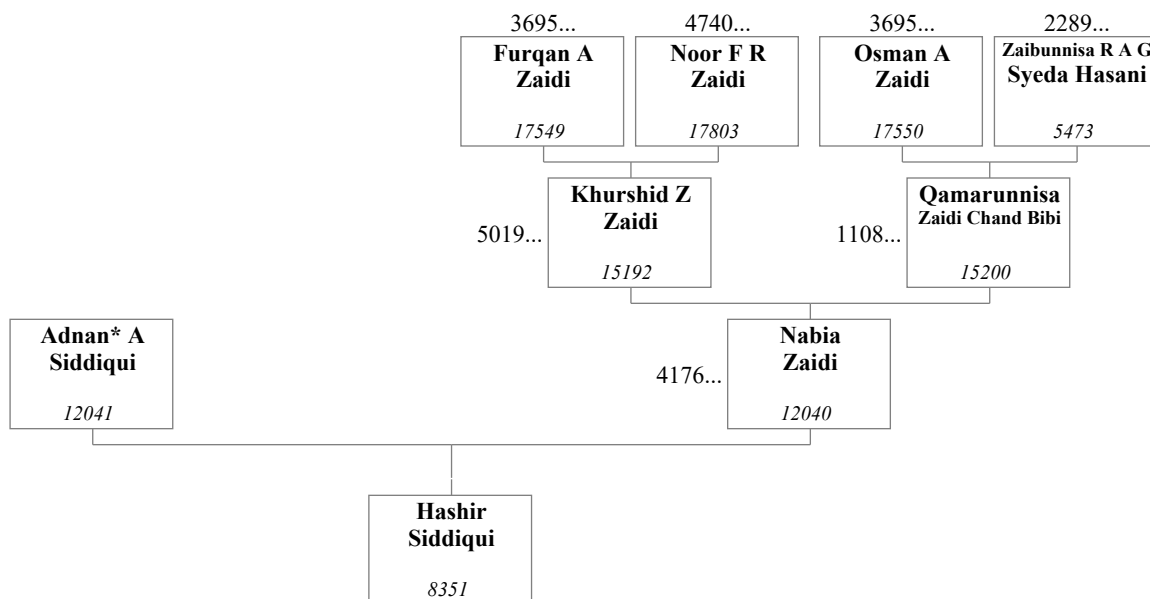 3695...
4740...
3695...
2289...
Furqan A
Zaidi
17549
Noor F R
Zaidi
17803
Osman A
Zaidi
17550
Zaibunnisa R A G
Syeda Hasani
5473
5019...
Khurshid Z
Zaidi
15192
1108...
Qamarunnisa
Zaidi Chand Bibi
15200
Adnan* A
Siddiqui
12041
4176...
Nabia
Zaidi
12040
Hashir
Siddiqui
8351